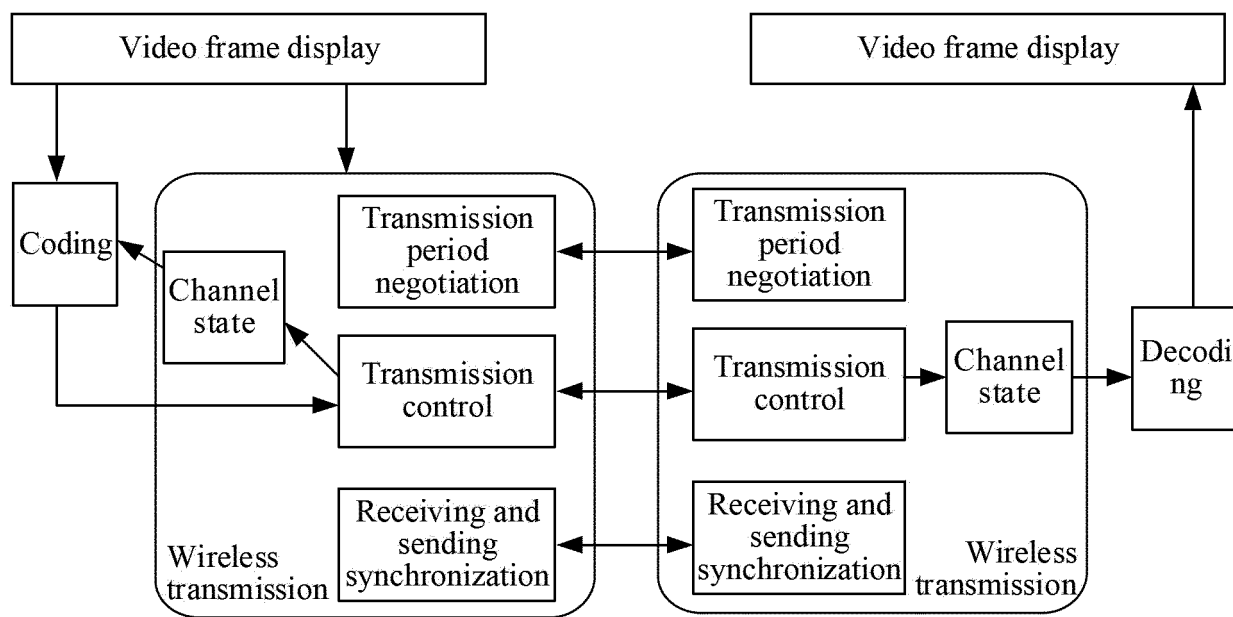 Video frame display
Video frame display
Coding
Channel
state
Transmission
period
negotiation
Transmission
control
Receiving and
sending
synchronization
Wireless
transmission
Transmission
period
negotiation
Transmission
control
Receiving and
sending
synchronization
Channel
state
Wireless
transmission
Decodi
ng